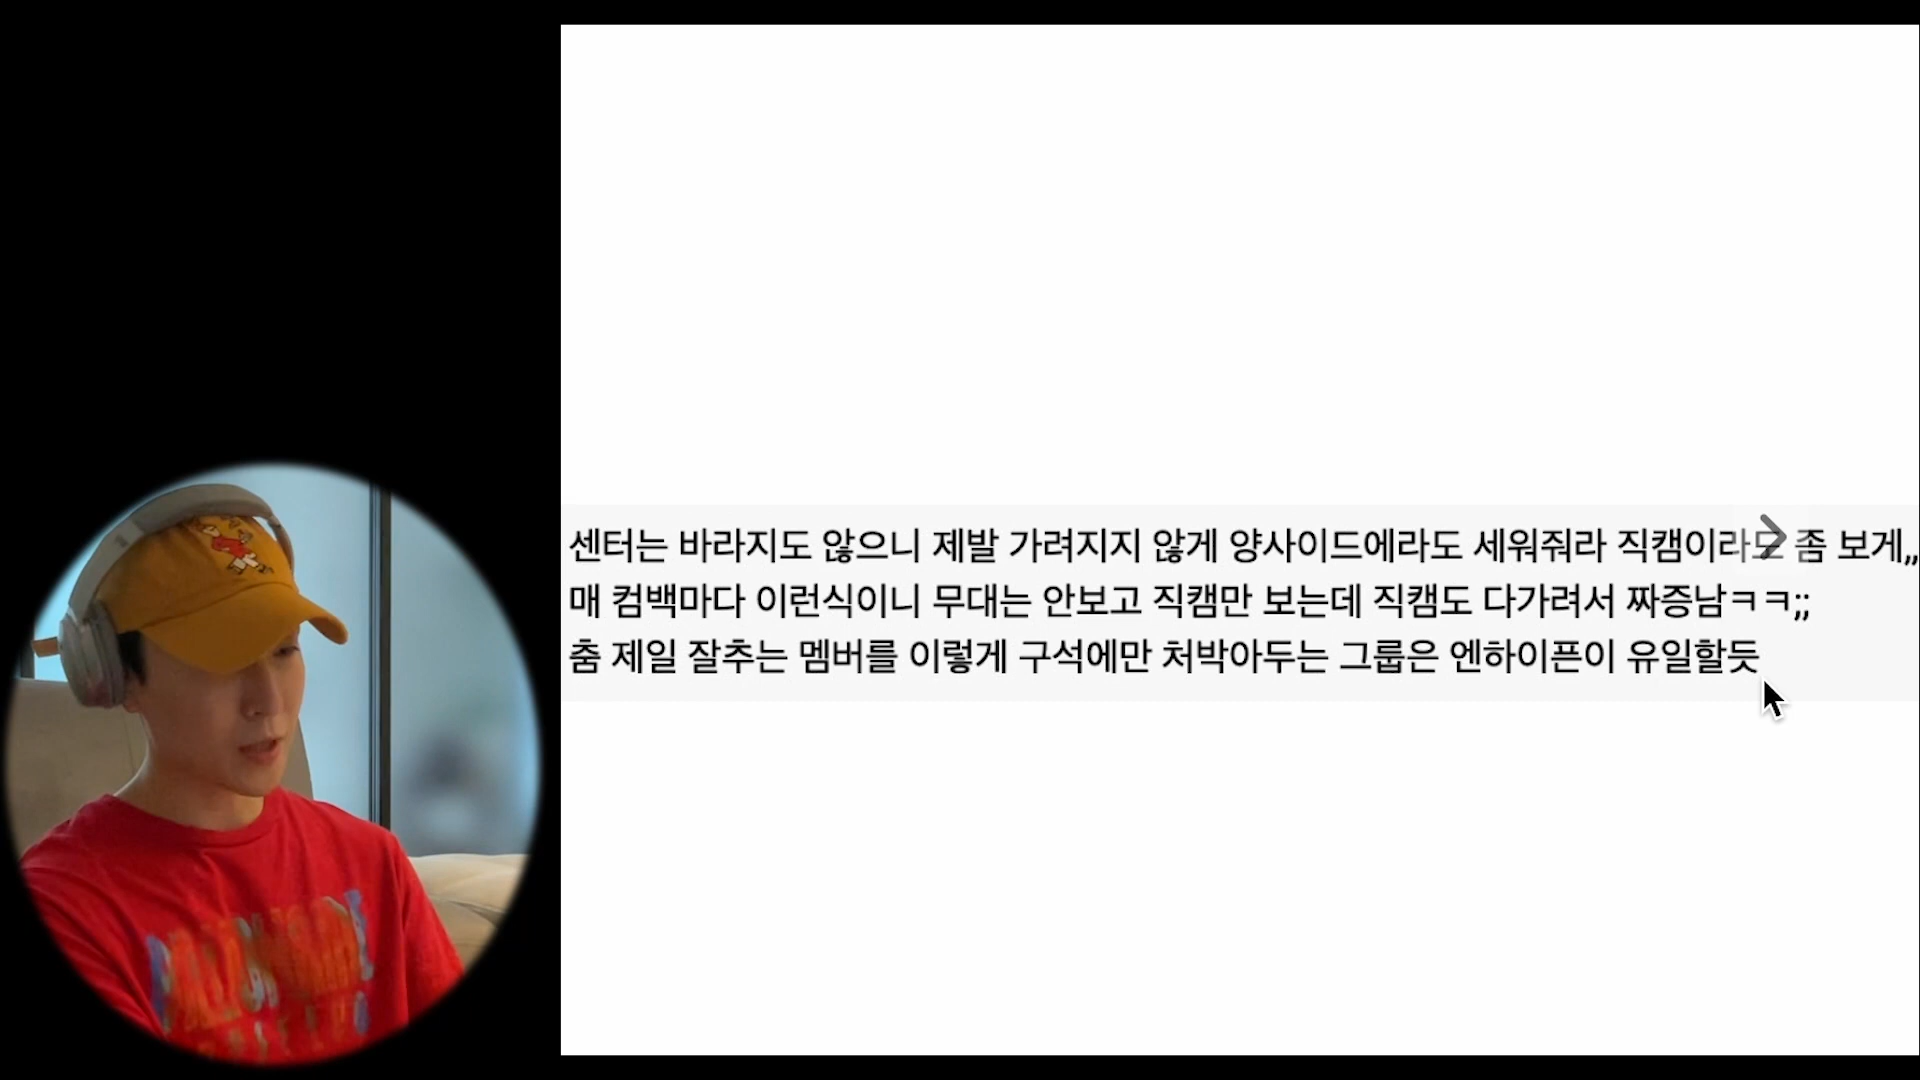 센터는 바라지도 않으니 제발 가려지지 않게 양사이드에라도 세워줘라 직캠이라도 좀 보게,,
매 컴백마다 이런식이니 무대는 안보고 직캠만 보는데 직캠도 다가려서 짜증남ㅋㅋ;;
춤 제일 잘추는 멤버를 이렇게 구석에만 처박아두는 그룹은 엔하이픈이 유일할듯